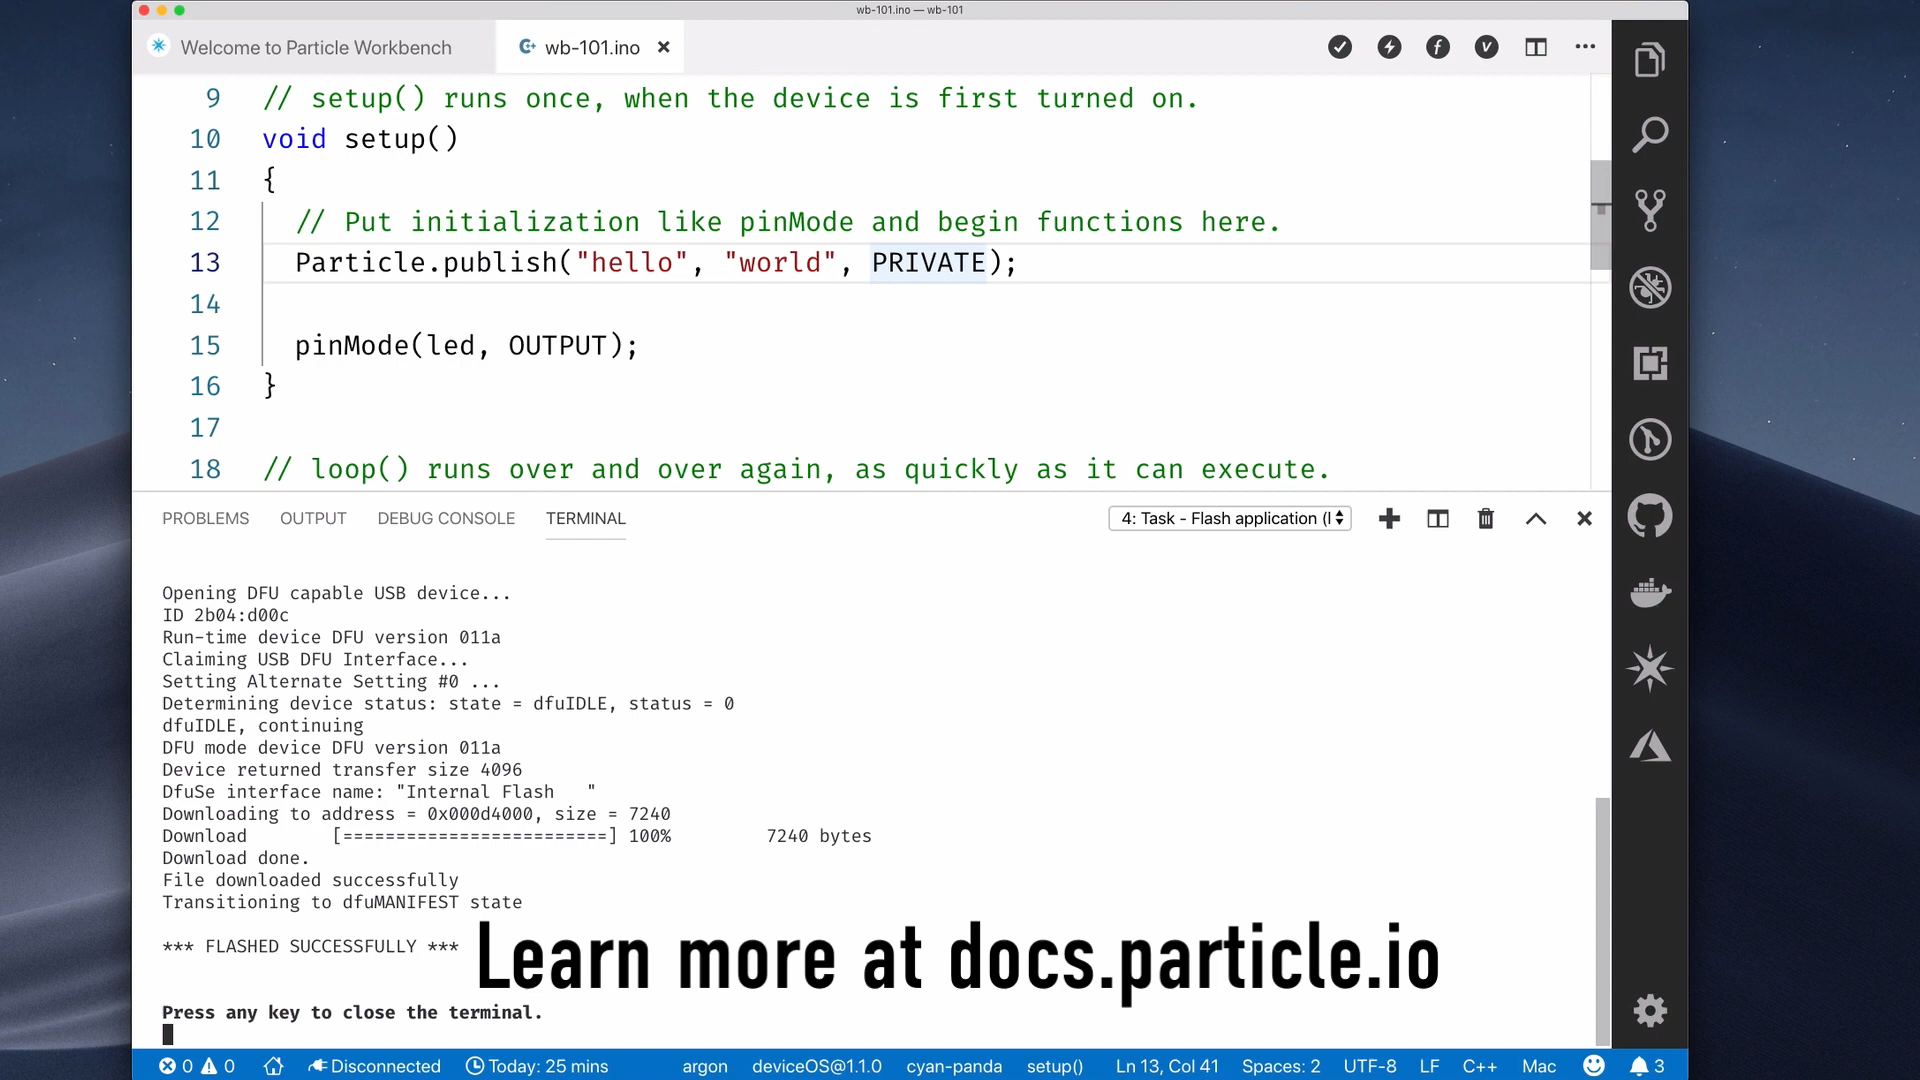 wb-101.ino — wb-101
Welcome to Particle Workbench
wb-101.ino
9 // setup() runs once, when the device is first turned on.
10 void setup()
11 {
12 // Put initialization like pinMode and begin functions here.
13 Particle.publish("hello", "world", PRIVATE);
14
15 pinMode(led, OUTPUT);
16 }
17
18 // loop() runs over and over again, as quickly as it can execute.
PROBLEMS OUTPUT DEBUG CONSOLE TERMINAL 4: Task - Flash application (l
Opening DFU capable USB device...
ID 2b04:d00c
Run-time device DFU version 011a
Claiming USB DFU Interface...
Setting Alternate Setting #0 ...
Determining device status: state = dfuIDLE, status = 0
dfuIDLE, continuing
DFU mode device DFU version 011a
Device returned transfer size 4096
DfuSe interface name: "Internal Flash   "
Downloading to address = 0x000d4000, size = 7240
Download [=========================] 100% 7240 bytes
Download done.
File downloaded successfully
Transitioning to dfuMANIFEST state
*** FLASHED SUCCESSFULLY ***
Learn more at docs.particle.io
Press any key to close the terminal.
0 0 Disconnected Today: 25 mins argon deviceOS@1.1.0 cyan-panda setup() Ln 13, Col 41 Spaces: 2 UTF-8 LF C++ Mac 3